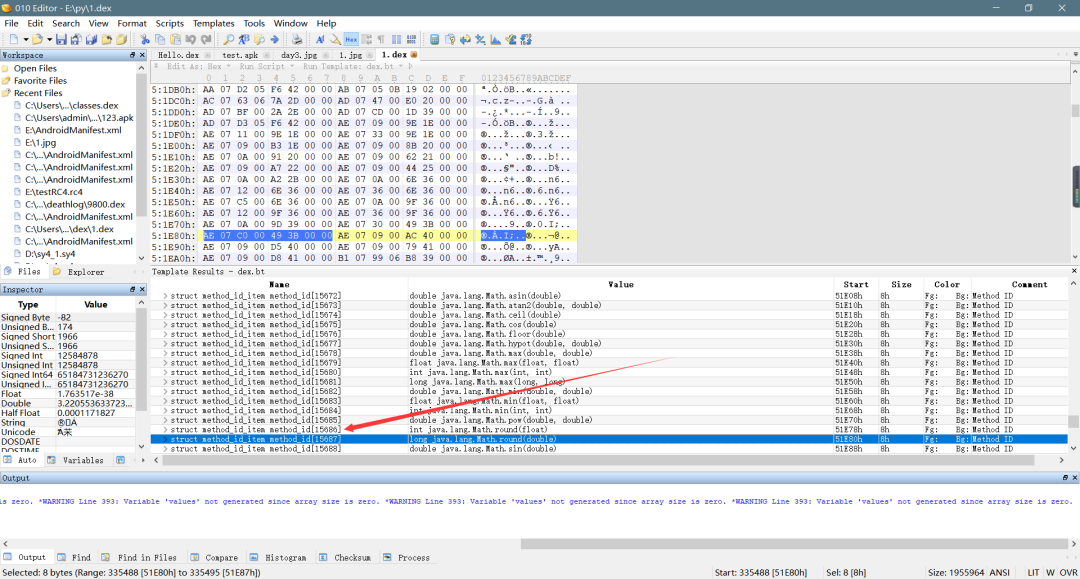 010 Editor - E:\py\1.dex
File Edit Search View Format Scripts Templates Tools Window Help
Workspace
Hello.dex test.apk day3.jpg 1.jpg 1.dex
Edit As: Hex Run Script Run Template: dex.bt
Open Files
Favorite Files
Recent Files
C:\Users\...\classes.dex
C:\Users\admin\...\123.apk
E:\AndroidManifest.xml
E:\1.jpg
C:\...\AndroidManifest.xml
C:\...\AndroidManifest.xml
C:\...\AndroidManifest.xml
E:\testRC4.rc4
C:\...\deathlog\9800.dex
C:\...\AndroidManifest.xml
C:\Users\...\dex\1.dex
C:\...\AndroidManifest.xml
D:\sy4_1.sy4
Files Explorer
0 1 2 3 4 5 6 7 8 9 A B C D E F 0123456789ABCDEF
5:1DB0h: AA 07 D2 05 F6 42 00 00 AB 07 05 0B 19 02 00 00
5:1DC0h: AC 07 63 06 7A 2D 00 00 AD 07 47 00 E0 20 00 00
5:1DD0h: AD 07 BF 00 2A 2E 00 00 AD 07 CD 00 1D 39 00 00
5:1DE0h: AD 07 D3 05 F6 42 00 00 AE 07 09 00 9E 1E 00 00
5:1DF0h: AE 07 11 00 9E 1E 00 00 AE 07 33 00 9E 1E 00 00
5:1E00h: AE 07 09 00 B3 1E 00 00 AE 07 09 00 8B 20 00 00
5:1E10h: AE 07 0A 00 91 20 00 00 AE 07 09 00 62 21 00 00
5:1E20h: AE 07 09 00 A7 22 00 00 AE 07 09 00 44 25 00 00
5:1E30h: AE 07 0A 00 A2 2B 00 00 AE 07 0A 00 6E 36 00 00
5:1E40h: AE 07 12 00 6E 36 00 00 AE 07 36 00 6E 36 00 00
5:1E50h: AE 07 C5 00 6E 36 00 00 AE 07 0A 00 9F 36 00 00
5:1E60h: AE 07 12 00 9F 36 00 00 AE 07 36 00 9F 36 00 00
5:1E70h: AE 07 0A 00 9D 39 00 00 AE 07 30 00 49 3B 00 00
5:1E80h: AE 07 C0 00 49 3B 00 00 AE 07 09 00 AC 40 00 00
5:1E90h: AE 07 09 00 D5 40 00 00 AE 07 09 00 79 41 00 00
5:1EA0h: AE 07 09 00 D8 41 00 00 B1 07 99 06 B8 39 00 00
Template Results - dex.bt
Name Value Start Size Color Comment
struct method_id_item method_id[15672] double java.lang.Math.asin(double) 51E08h 8h Fg: Bg: Method ID
struct method_id_item method_id[15673] double java.lang.Math.atan2(double, double) 51E10h 8h Fg: Bg: Method ID
struct method_id_item method_id[15674] double java.lang.Math.ceil(double) 51E18h 8h Fg: Bg: Method ID
struct method_id_item method_id[15675] double java.lang.Math.cos(double) 51E20h 8h Fg: Bg: Method ID
struct method_id_item method_id[15676] double java.lang.Math.floor(double) 51E28h 8h Fg: Bg: Method ID
struct method_id_item method_id[15677] double java.lang.Math.hypot(double, double) 51E30h 8h Fg: Bg: Method ID
struct method_id_item method_id[15678] double java.lang.Math.max(double, double) 51E38h 8h Fg: Bg: Method ID
struct method_id_item method_id[15679] float java.lang.Math.max(float, float) 51E40h 8h Fg: Bg: Method ID
struct method_id_item method_id[15680] int java.lang.Math.max(int, int) 51E48h 8h Fg: Bg: Method ID
struct method_id_item method_id[15681] long java.lang.Math.max(long, long) 51E50h 8h Fg: Bg: Method ID
struct method_id_item method_id[15682] double java.lang.Math.min(double, double) 51E58h 8h Fg: Bg: Method ID
struct method_id_item method_id[15683] float java.lang.Math.min(float, float) 51E60h 8h Fg: Bg: Method ID
struct method_id_item method_id[15684] int java.lang.Math.min(int, int) 51E68h 8h Fg: Bg: Method ID
struct method_id_item method_id[15685] double java.lang.Math.pow(double, double) 51E70h 8h Fg: Bg: Method ID
struct method_id_item method_id[15686] int java.lang.Math.round(float) 51E78h 8h Fg: Bg: Method ID
struct method_id_item method_id[15687] long java.lang.Math.round(double) 51E80h 8h Fg: Bg: Method ID
struct method_id_item method_id[15688] double java.lang.Math.sin(double) 51E88h 8h Fg: Bg: Method ID
Inspector
Type Value
Signed Byte -82
Unsigned B... 174
Signed Short 1966
Unsigned S... 1966
Signed Int 12584878
Unsigned Int 12584878
Signed Int64 65184731236270
Unsigned I... 65184731236270
Float 1.763517e-38
Double 3.220553633723...
Half Float 0.0001171827
String
Unicode
DOSDATE
DOSTIME
Auto Variables
Output
is zero. *WARNING Line 393: Variable 'values' not generated since array size is zero. *WARNING Line 393: Variable 'values' not generated since array size is zero. *WARNING Line 393: Variable 'values' not generated since array size is zero.
Output Find Find in Files Compare Histogram Checksum Process
Selected: 8 bytes (Range: 335488 [51E80h] to 335495 [51E87h]) Start: 335488 [51E80h] Sel: 8 [8h] Size: 1955964 ANSI LIT W OVR